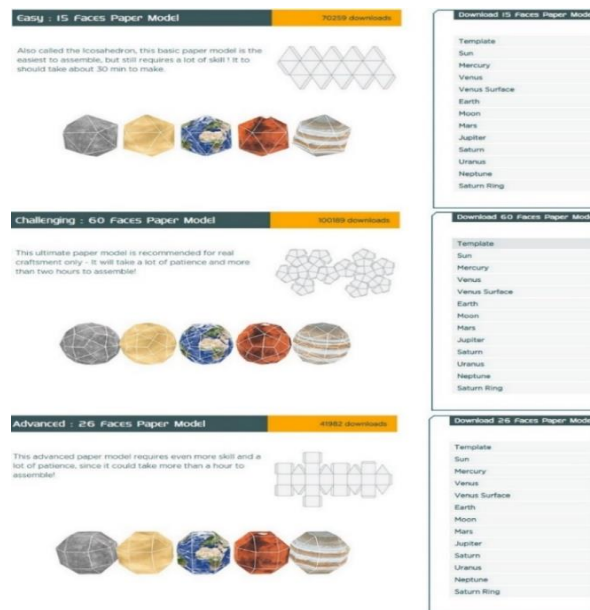 Easy : 15 Faces Paper Model
70259 downloads
Also called the Icosahedron, this basic paper model is the
easiest to assemble, but still requires a lot of skill ! It to
should take about 30 min to make.
Download 15 Faces Paper Mode
Template
Sun
Mercury
Venus
Venus Surface
Earth
Moon
Mars
Jupiter
Saturn
Uranus
Neptune
Saturn Ring
Challenging : 60 Faces Paper Model
100189 downloads
This ultimate paper model is recommended for real
craftsment only - It will take a lot of patience and more
than two hours to assemble!
Download 60 Faces Paper Mode
Template
Sun
Mercury
Venus
Venus Surface
Earth
Moon
Mars
Jupiter
Saturn
Uranus
Neptune
Saturn Ring
Advanced : 26 Faces Paper Model
41982 downloads
This advanced paper model requires even more skill and a
lot of patience, since it could take more than a hour to
assemble!
Download 26 Faces Paper Mode
Template
Sun
Mercury
Venus
Venus Surface
Earth
Moon
Mars
Jupiter
Saturn
Uranus
Neptune
Saturn Ring